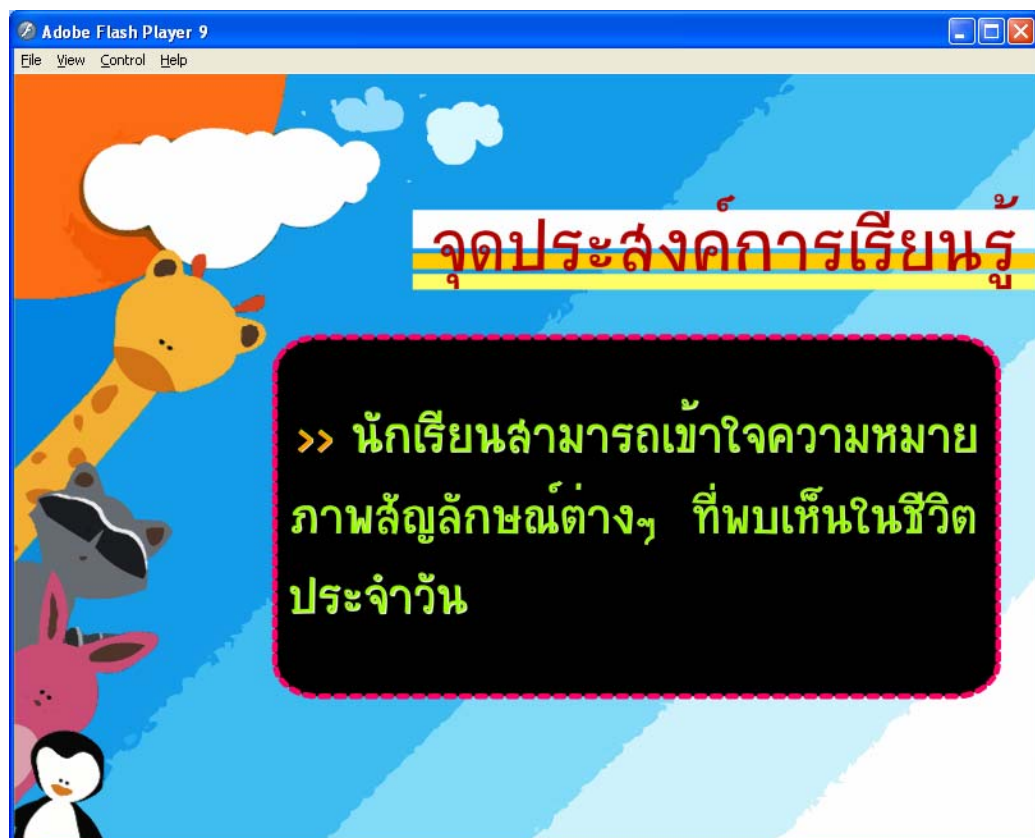 Adobe Flash Player 9
File View Control Help
จุดประสงค์การเรียนรู้
>> นักเรียนสามารถเข้าใจความหมาย
ภาพสัญลักษณ์ต่างๆ ที่พบเห็นในชีวิต
ประจำวัน